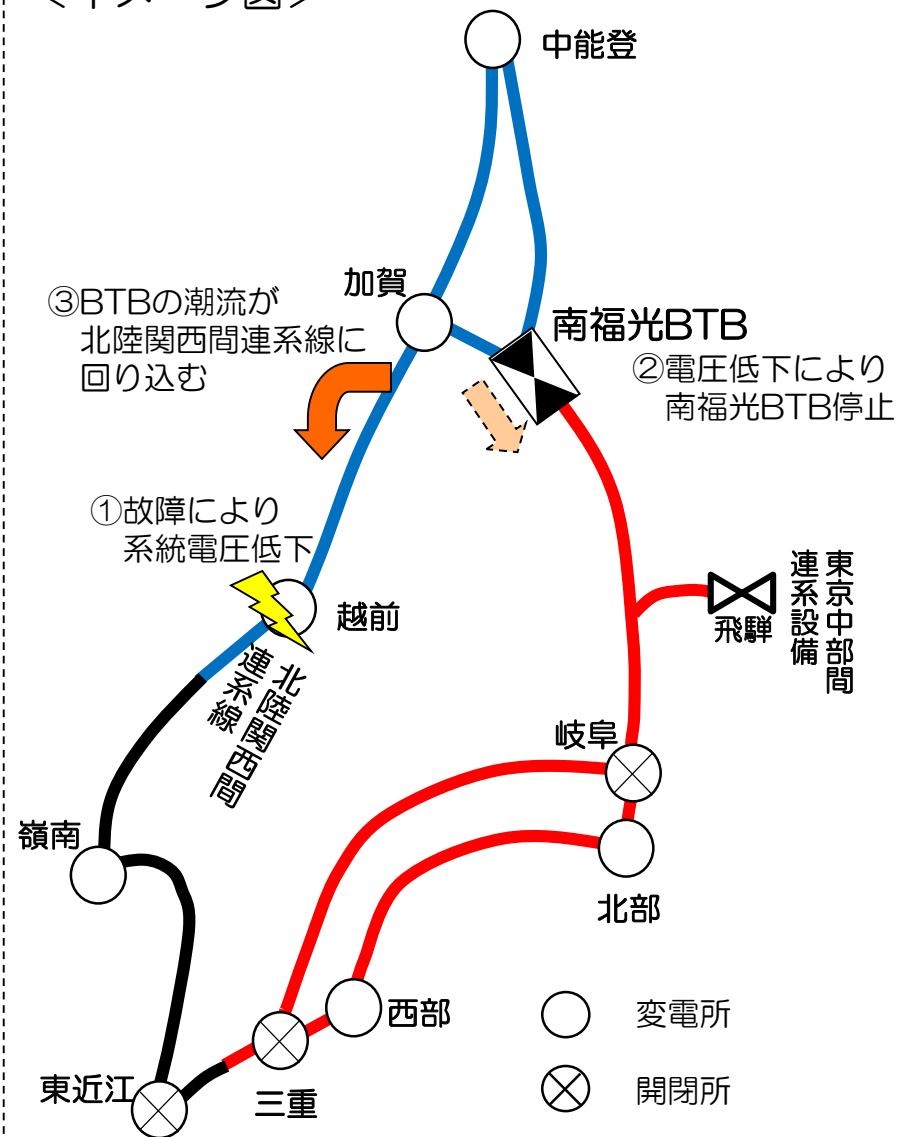 ＜イメージ図＞
中能登
加賀
③BTBの潮流が
北陸関西間連系線に
回り込む
南福光BTB
②電圧低下により
南福光BTB停止
①故障により
系統電圧低下
越前
北陸関西間
連系線
飛騨
東京中部間
連系設備
岐阜
嶺南
北部
西部
変電所
東近江
三重
開閉所